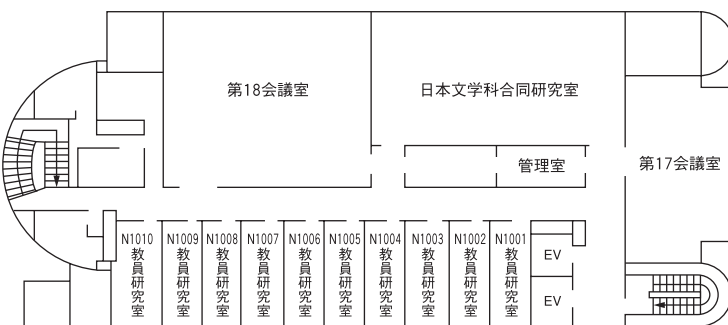 第18会議室
日本文学科合同研究室
管理室
第17会議室
N1010
教員研究室
N1009
教員研究室
N1008
教員研究室
N1007
教員研究室
N1006
教員研究室
N1005
教員研究室
N1004
教員研究室
N1003
教員研究室
N1002
教員研究室
N1001
教員研究室
EV
EV